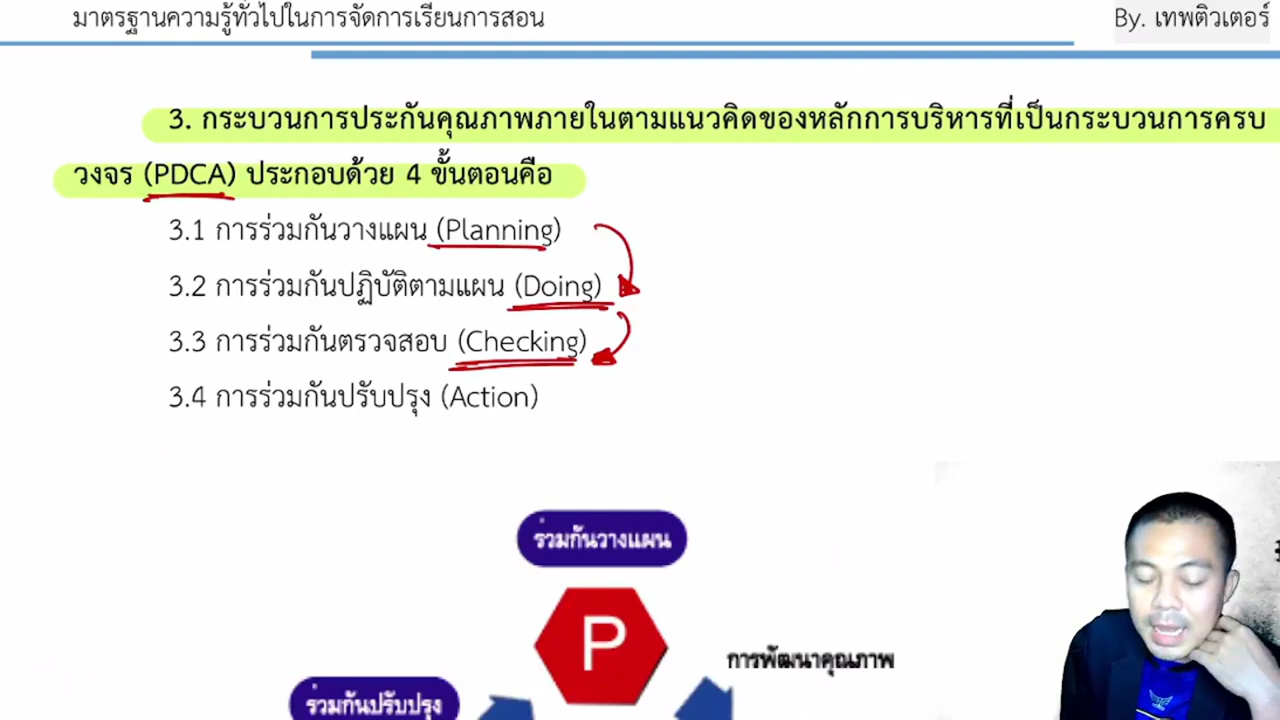 มาตรฐานความรู้ทั่วไปในการจัดการเรียนการสอน
By. เทพติวเตอร์
3. กระบวนการประกันคุณภาพภายในตามแนวคิดของหลักการบริหารที่เป็นกระบวนการครบ
วงจร (PDCA) ประกอบด้วย 4 ขั้นตอนคือ
3.1 การร่วมกันวางแผน (Planning)
3.2 การร่วมกันปฏิบัติตามแผน (Doing)
3.3 การร่วมกันตรวจสอบ (Checking)
3.4 การร่วมกันปรับปรุง (Action)
ร่วมกันวางแผน
P
การพัฒนาคุณภาพ
ร่วมกันปรับปรุง